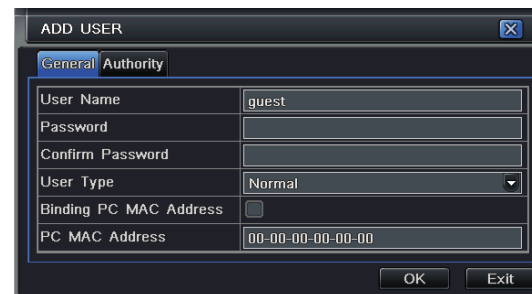 ADD USER
General Authority
User Name guest
Password
Confirm Password
User Type Normal
Binding PC MAC Address
PC MAC Address 00-00-00-00-00-00
OK Exit